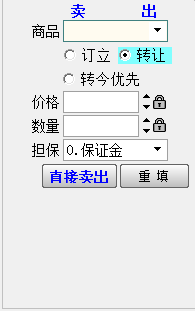 卖 出
商品
订立 转让
转今优先
价格
数量
担保 0.保证金
直接卖出 重填